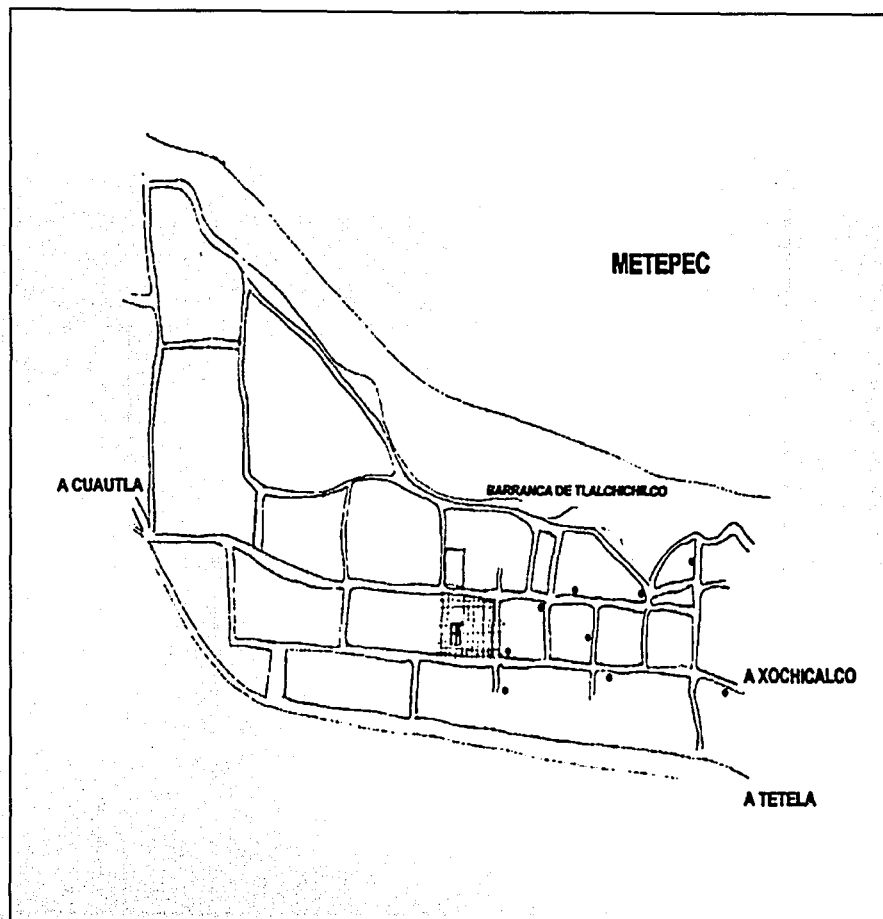 METEPEC
A CUAUTLA
BARRANCA DE TLALCHICHILCO
A XOCHICALCO
A TETELA